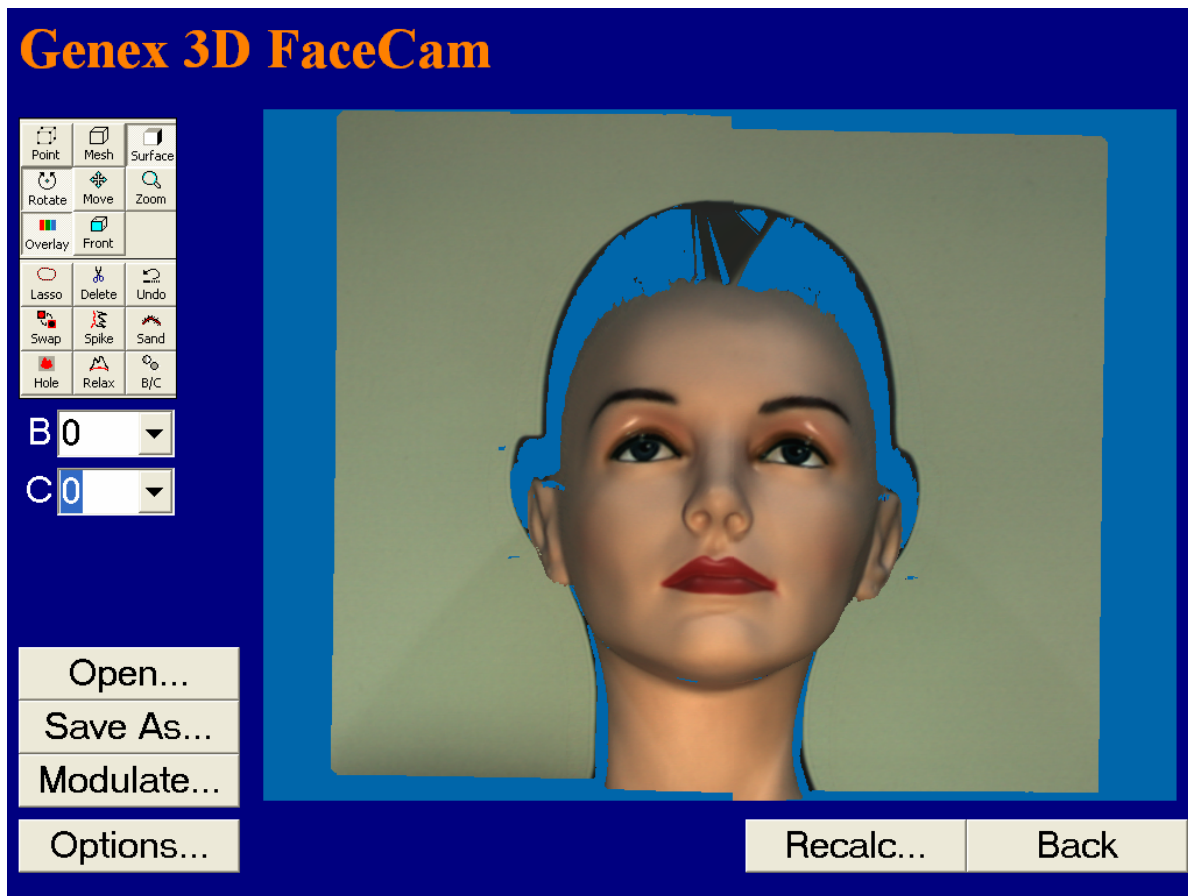 Genex 3D FaceCam
Point Mesh Surface
Rotate Move Zoom
Overlay Front
Lasso Delete Undo
Swap Spike Sand
Hole Relax B/C
B 0
C 0
Open...
Save As...
Modulate...
Options...
Recalc... Back